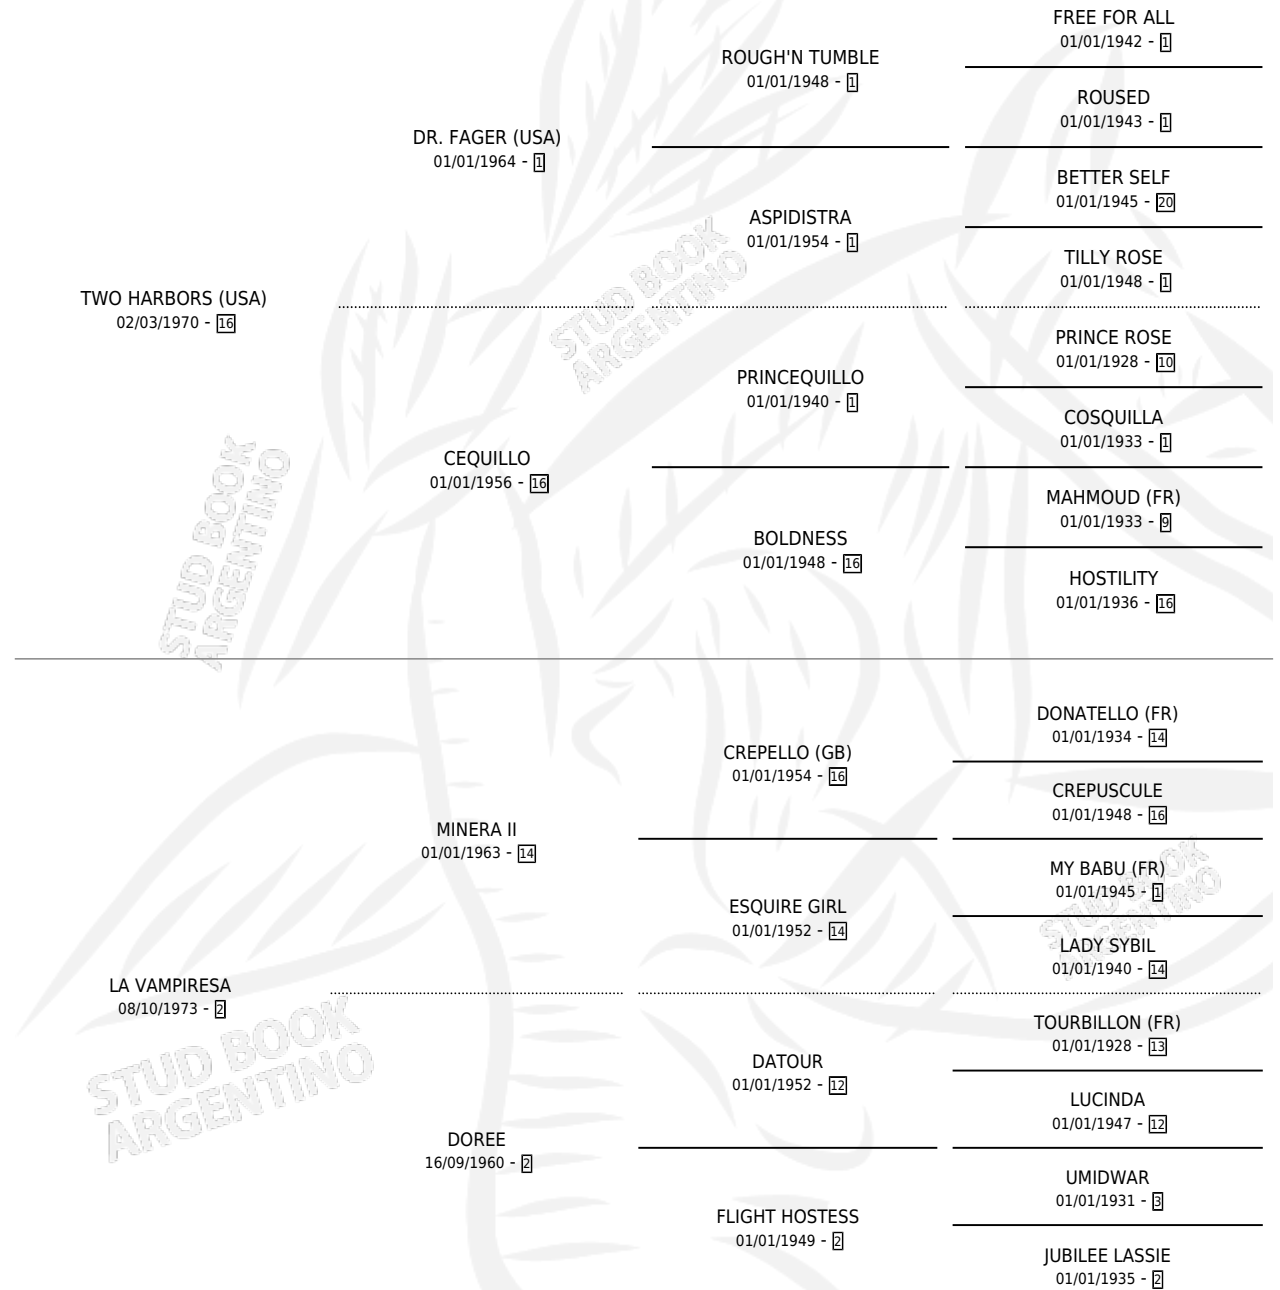 FREE FOR ALL
01/01/1942 - 1
ROUGH'N TUMBLE
01/01/1948 - 1
ROUSED
01/01/1943 - 1
DR. FAGER (USA)
01/01/1964 - 1
BETTER SELF
01/01/1945 - 20
ASPIDISTRA
01/01/1954 - 1
TILLY ROSE
01/01/1948 - 1
TWO HARBORS (USA)
02/03/1970 - 16
PRINCE ROSE
01/01/1928 - 10
PRINCEQUILLO
01/01/1940 - 1
COSQUILLA
01/01/1933 - 1
CEQUILLO
01/01/1956 - 16
MAHMOUD (FR)
01/01/1933 - 9
BOLDNESS
01/01/1948 - 16
HOSTILITY
01/01/1936 - 16
DONATELLO (FR)
01/01/1934 - 14
CREPELLO (GB)
01/01/1954 - 16
CREPUSCULE
01/01/1948 - 16
MINERA II
01/01/1963 - 14
MY BABU (FR)
01/01/1945 - 1
ESQUIRE GIRL
01/01/1952 - 14
LADY SYBIL
01/01/1940 - 14
LA VAMPIRESA
08/10/1973 - 2
TOURBILLON (FR)
01/01/1928 - 13
DATOUR
01/01/1952 - 12
LUCINDA
01/01/1947 - 12
DOREE
16/09/1960 - 2
UMIDWAR
01/01/1931 - 3
FLIGHT HOSTESS
01/01/1949 - 2
JUBILEE LASSIE
01/01/1935 - 2
STUD BOOK
ARGENTINO
STUD BOOK
ARGENTINO
STUD BOOK
ARGENTINO
STUD BOOK
ARGENTINO